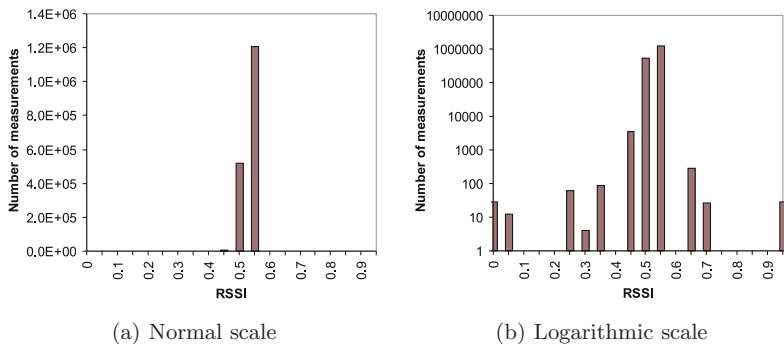 1.4E+06
1.2E+06
1.0E+06
8.0E+05
6.0E+05
4.0E+05
2.0E+05
0.0E+00
Number of measurements
0
0.1
0.2
0.3
0.4
0.5
0.6
0.7
0.8
0.9
RSSI
(a) Normal scale
10000000
1000000
100000
10000
1000
100
10
1
Number of measurements
0
0.1
0.2
0.3
0.4
0.5
0.6
0.7
0.8
0.9
RSSI
(b) Logarithmic scale